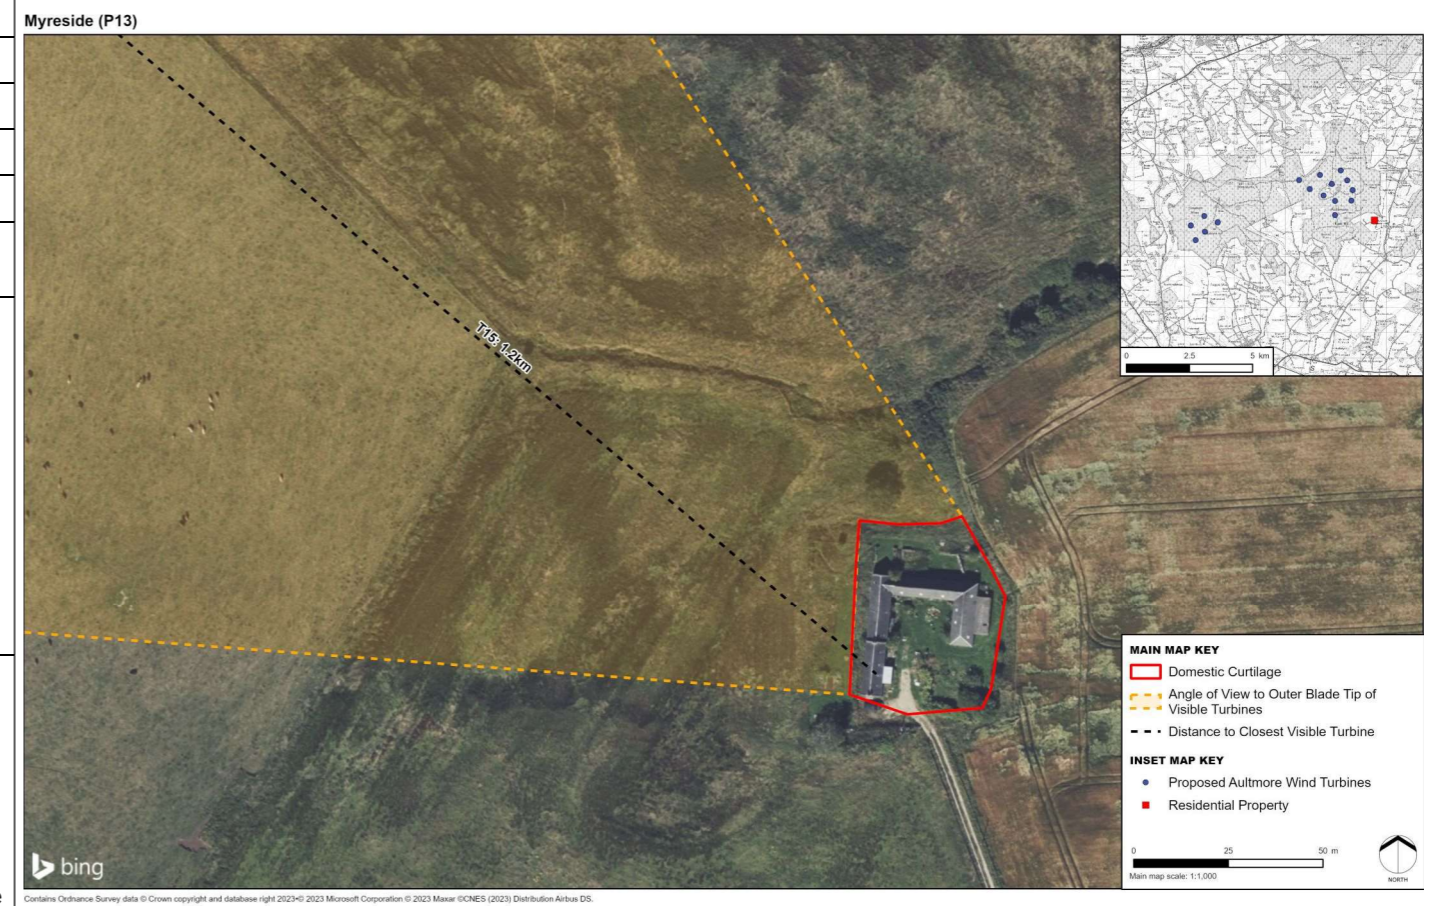 Myreside (P13)
T15: 1.2km
0 2.5 5 km
MAIN MAP KEY
Domestic Curtilage
Angle of View to Outer Blade Tip of
Visible Turbines
Distance to Closest Visible Turbine
INSET MAP KEY
Proposed Aultmore Wind Turbines
Residential Property
0 25 50 m
Main map scale: 1:1,000
NORTH
bing
Contains Ordnance Survey data © Crown copyright and database right 2023•© 2023 Microsoft Corporation © 2023 Maxar ©CNES (2023) Distribution Airbus DS.